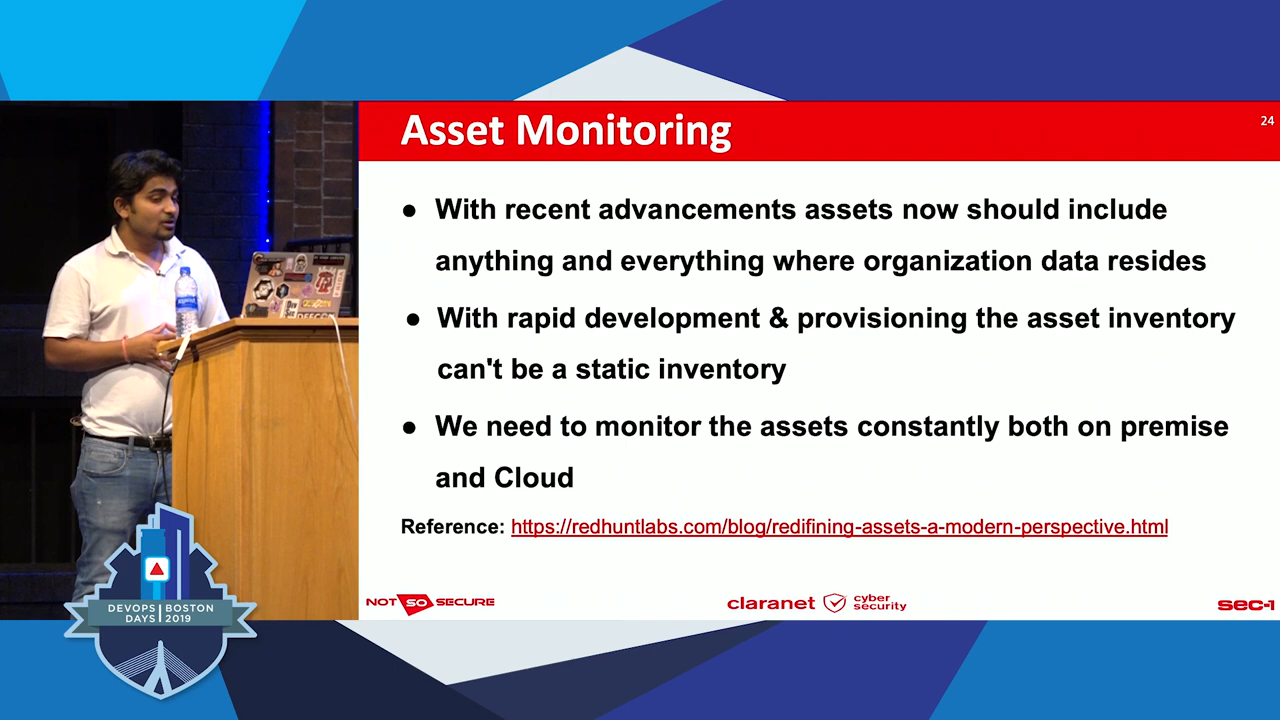 Asset Monitoring
24
● With recent advancements assets now should include
anything and everything where organization data resides
● With rapid development & provisioning the asset inventory
can't be a static inventory
● We need to monitor the assets constantly both on premise
and Cloud
Reference: https://redhuntlabs.com/blog/redifining-assets-a-modern-perspective.html
NOT SO SECURE
claranet cyber security
SEC-1
DEFCON
DEVOPS BOSTON
DAYS 2019